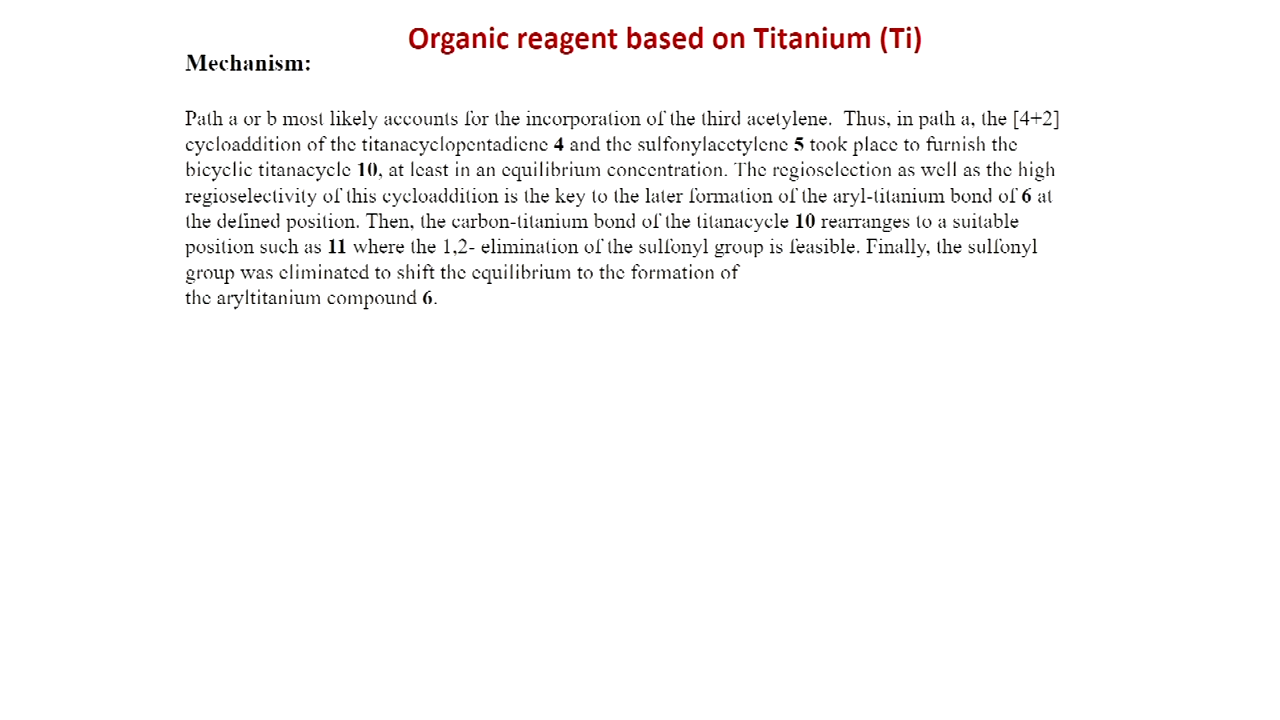 Organic reagent based on Titanium (Ti)
Mechanism:
Path a or b most likely accounts for the incorporation of the third acetylene. Thus, in path a, the [4+2]
cycloaddition of the titanacyclopentadiene 4 and the sulfonylacetylene 5 took place to furnish the
bicyclic titanacycle 10, at least in an equilibrium concentration. The regioselection as well as the high
regioselectivity of this cycloaddition is the key to the later formation of the aryl-titanium bond of 6 at
the defined position. Then, the carbon-titanium bond of the titanacycle 10 rearranges to a suitable
position such as 11 where the 1,2- elimination of the sulfonyl group is feasible. Finally, the sulfonyl
group was eliminated to shift the equilibrium to the formation of
the aryltitanium compound 6.